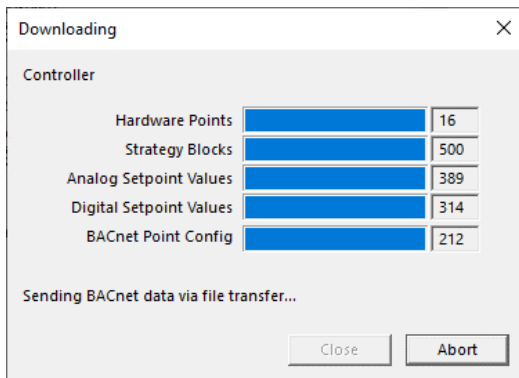 Downloading
Controller
Hardware Points 16
Strategy Blocks 500
Analog Setpoint Values 389
Digital Setpoint Values 314
BACnet Point Config 212
Sending BACnet data via file transfer...
Close Abort